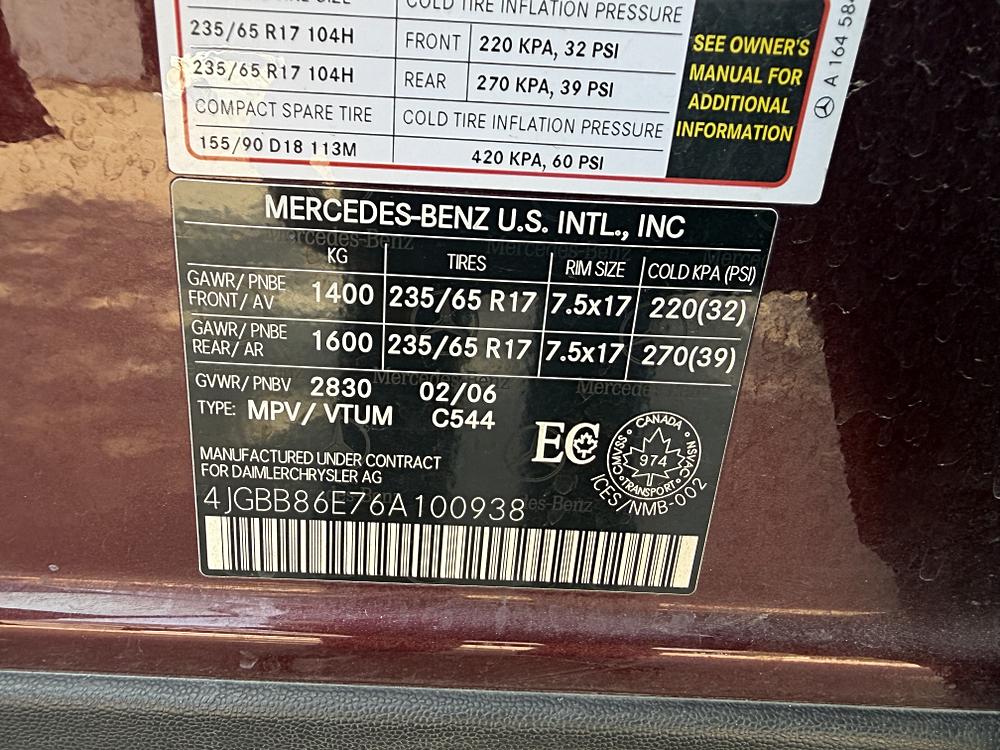 COLD TIRE INFLATION PRESSURE
235/65 R17 104H FRONT 220 KPA, 32 PSI
235/65 R17 104H REAR 270 KPA, 39 PSI
COMPACT SPARE TIRE COLD TIRE INFLATION PRESSURE
155/90 D18 113M 420 KPA, 60 PSI
SEE OWNER'S
MANUAL FOR
ADDITIONAL
INFORMATION
A 164 584
MERCEDES-BENZ U.S. INTL., INC
KG TIRES RIM SIZE COLD KPA (PSI)
GAWR/ PNBE
FRONT / AV 1400 235/65 R17 7.5x17 220(32)
GAWR/ PNBE
REAR/ AR 1600 235/65 R17 7.5x17 270(39)
GVWR/ PNBV 2830 02/06
TYPE: MPV/ VTUM C544
MANUFACTURED UNDER CONTRACT
FOR DAIMLERCHRYSLER AG
EC
CANADA
CMVSS NSVAC
974
TRANSPORT
ICES/NMB-002
4JGBB86E76A100938